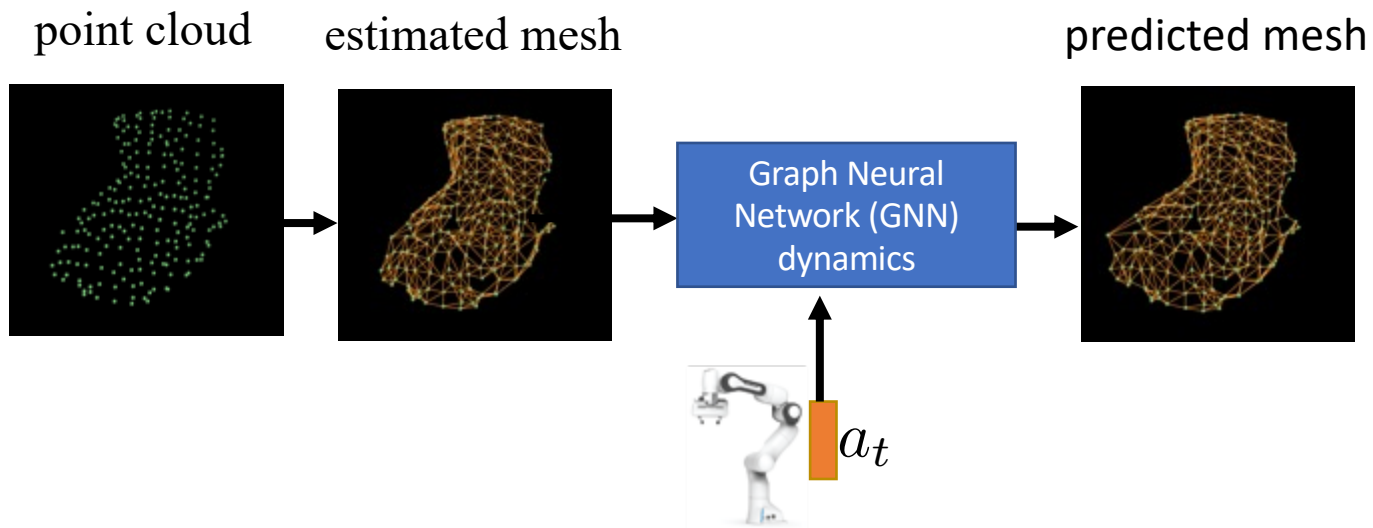 point cloud
estimated mesh
predicted mesh
Graph Neural
Network (GNN)
dynamics
a_t